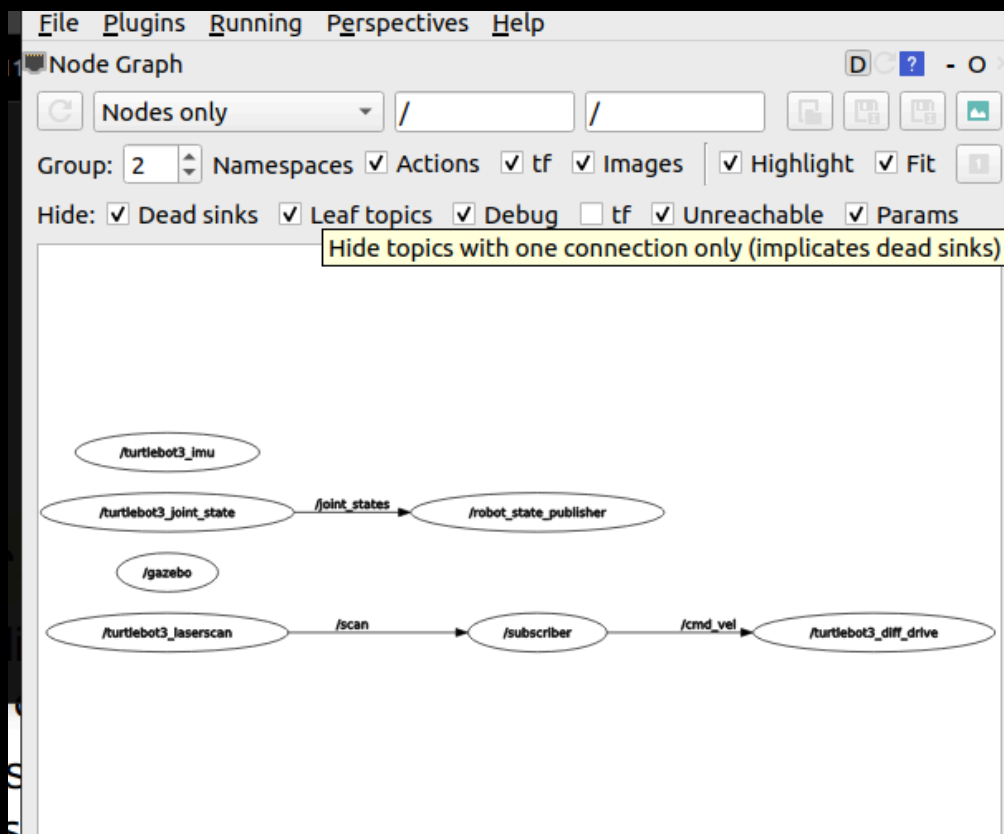 File Plugins Running Perspectives Help
Node Graph D ? - O
Nodes only / /
Group: 2 Namespaces Actions tf Images Highlight Fit 1
Hide: Dead sinks Leaf topics Debug tf Unreachable Params
Hide topics with one connection only (implicates dead sinks)
/turtlebot3_imu
/turtlebot3_joint_state /joint_states /robot_state_publisher
/gazebo
/turtlebot3_laserscan /scan /subscriber /cmd_vel /turtlebot3_diff_drive